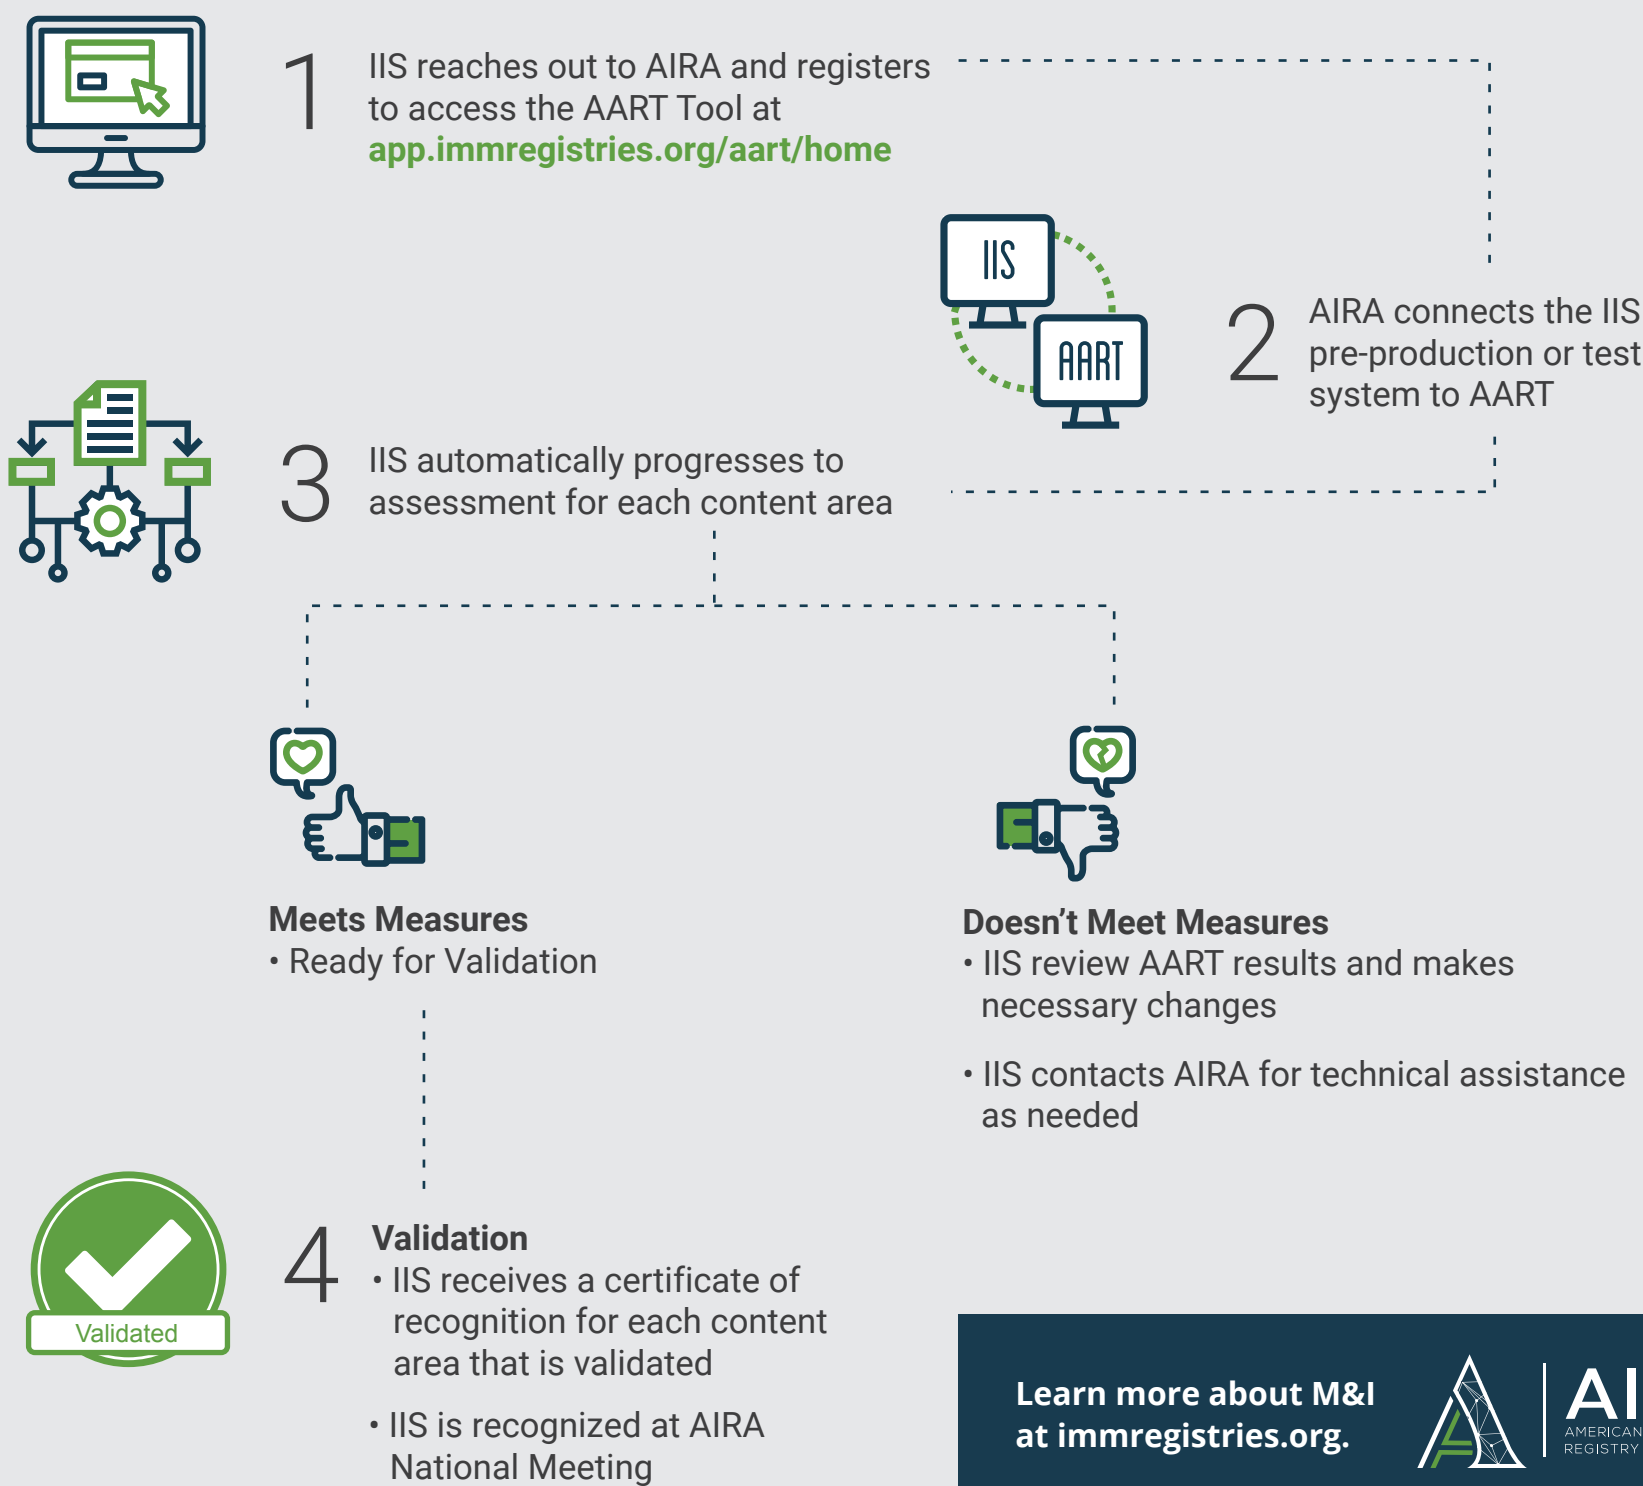 1
IIS reaches out to AIRA and registers
to access the AART Tool at
app.immregistries.org/aart/home
IIS
AART
2
AIRA connects the IIS
pre-production or test
system to AART
3
IIS automatically progresses to
assessment for each content area
Meets Measures
• Ready for Validation
Doesn’t Meet Measures
• IIS review AART results and makes
necessary changes
• IIS contacts AIRA for technical assistance
as needed
Validated
4
Validation
• IIS receives a certificate of
recognition for each content
area that is validated
• IIS is recognized at AIRA
National Meeting
Learn more about M&I
at immregistries.org.
AI
AMERICAN
REGISTRY